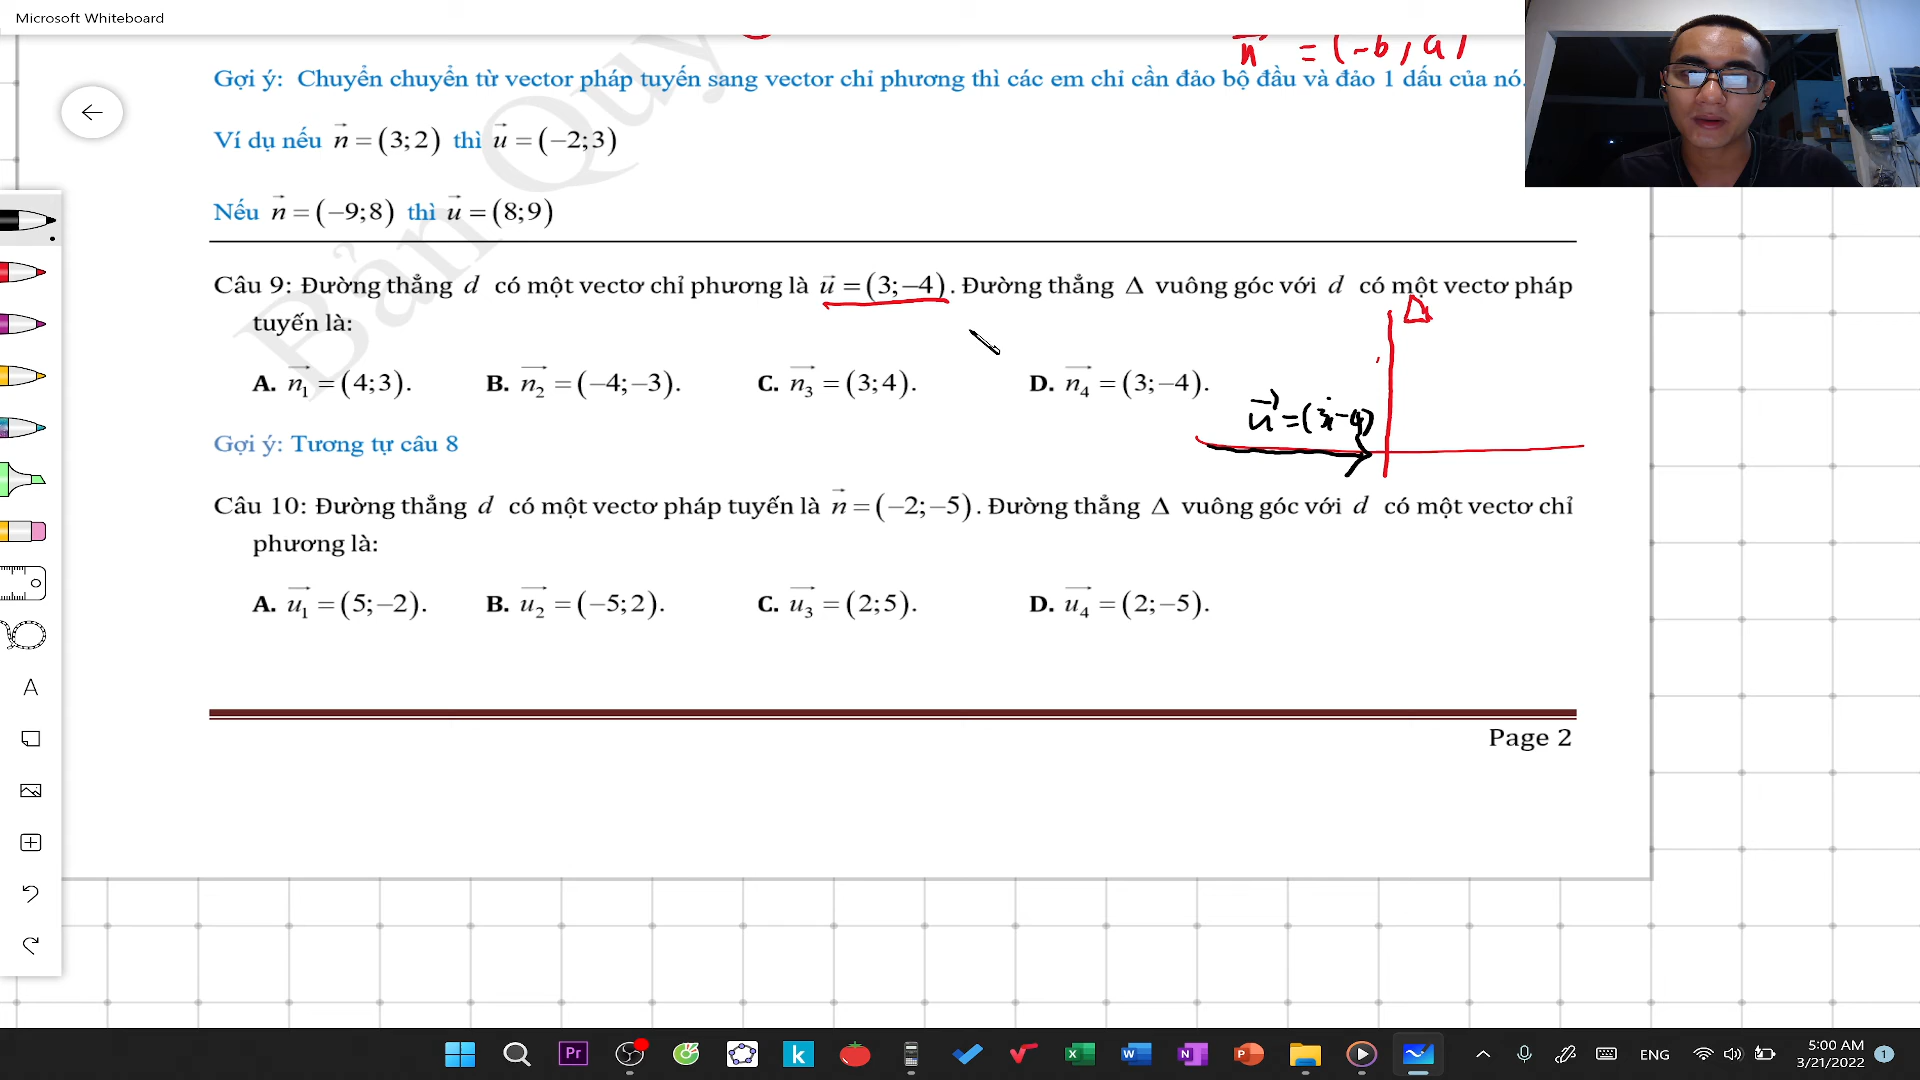 Microsoft Whiteboard
n⃗ = (-b, a)
Gợi ý: Chuyển chuyển từ vector pháp tuyến sang vector chỉ phương thì các em chỉ cần đảo bộ đầu và đảo 1 dấu của nó.
Ví dụ nếu n⃗ = (3;2) thì u⃗ = (−2;3)
Nếu n⃗ = (−9;8) thì u⃗ = (8;9)
Bản Quy
Câu 9: Đường thẳng d có một vectơ chỉ phương là u⃗ = (3;−4). Đường thẳng Δ vuông góc với d có một vectơ pháp
tuyến là:
Δ
A. n₁⃗ = (4;3). B. n₂⃗ = (−4;−3). C. n₃⃗ = (3;4). D. n₄⃗ = (3;−4).
u⃗ = (3;-4)
Gợi ý: Tương tự câu 8
Câu 10: Đường thẳng d có một vectơ pháp tuyến là n⃗ = (−2;−5). Đường thẳng Δ vuông góc với d có một vectơ chỉ
phương là:
A. u₁⃗ = (5;−2). B. u₂⃗ = (−5;2). C. u₃⃗ = (2;5). D. u₄⃗ = (2;−5).
Page 2
A
Pr
k
ENG
5:00 AM
3/21/2022
1